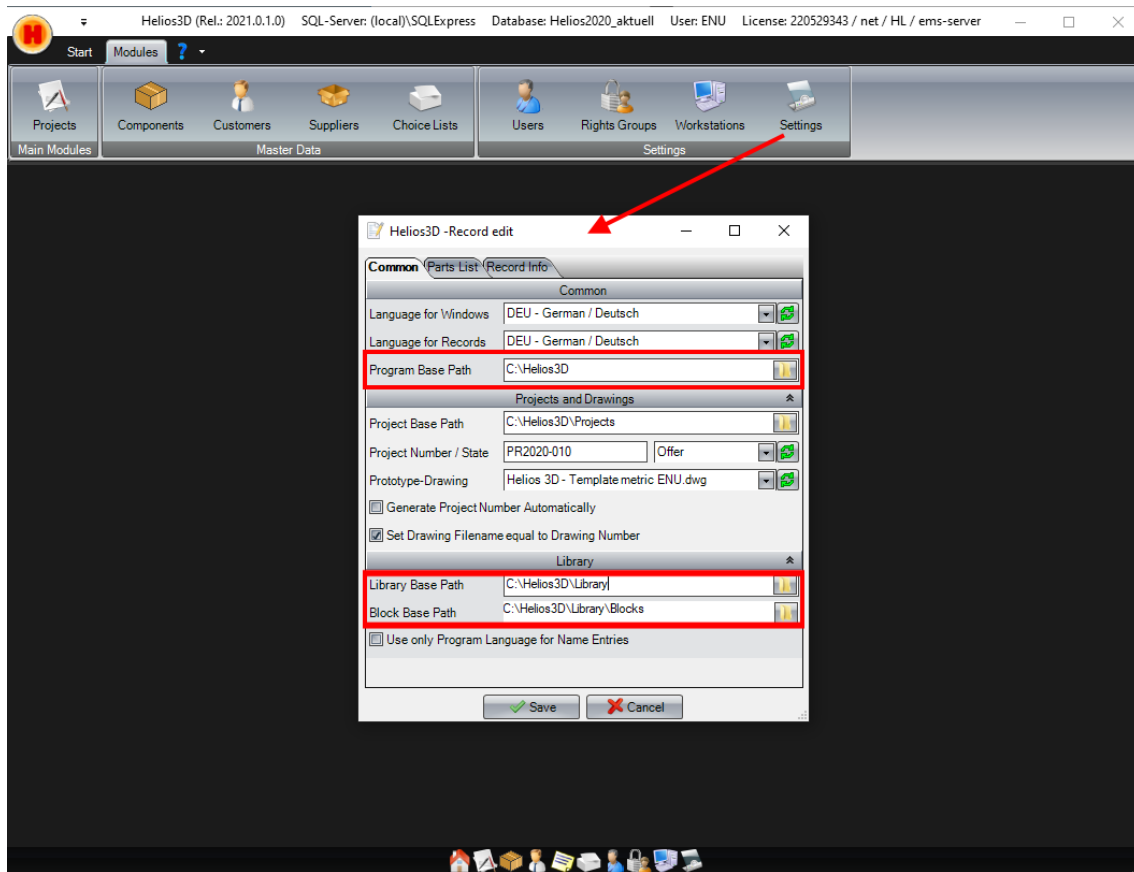 Helios3D (Rel.: 2021.0.1.0) SQL-Server: (local)\SQLExpress Database: Helios2020_aktuell User: ENU License: 220529343 / net / HL / ems-server
H
Start Modules ?
Projects Components Customers Suppliers Choice Lists Users Rights Groups Workstations Settings
Main Modules Master Data Settings
Helios3D -Record edit
Common Parts List Record Info
Common
Language for Windows DEU - German / Deutsch
Language for Records DEU - German / Deutsch
Program Base Path C:\Helios3D
Projects and Drawings
Project Base Path C:\Helios3D\Projects
Project Number / State PR2020-010 Offer
Prototype-Drawing Helios 3D - Template metric ENU.dwg
Generate Project Number Automatically
Set Drawing Filename equal to Drawing Number
Library
Library Base Path C:\Helios3D\Library
Block Base Path C:\Helios3D\Library\Blocks
Use only Program Language for Name Entries
Save Cancel